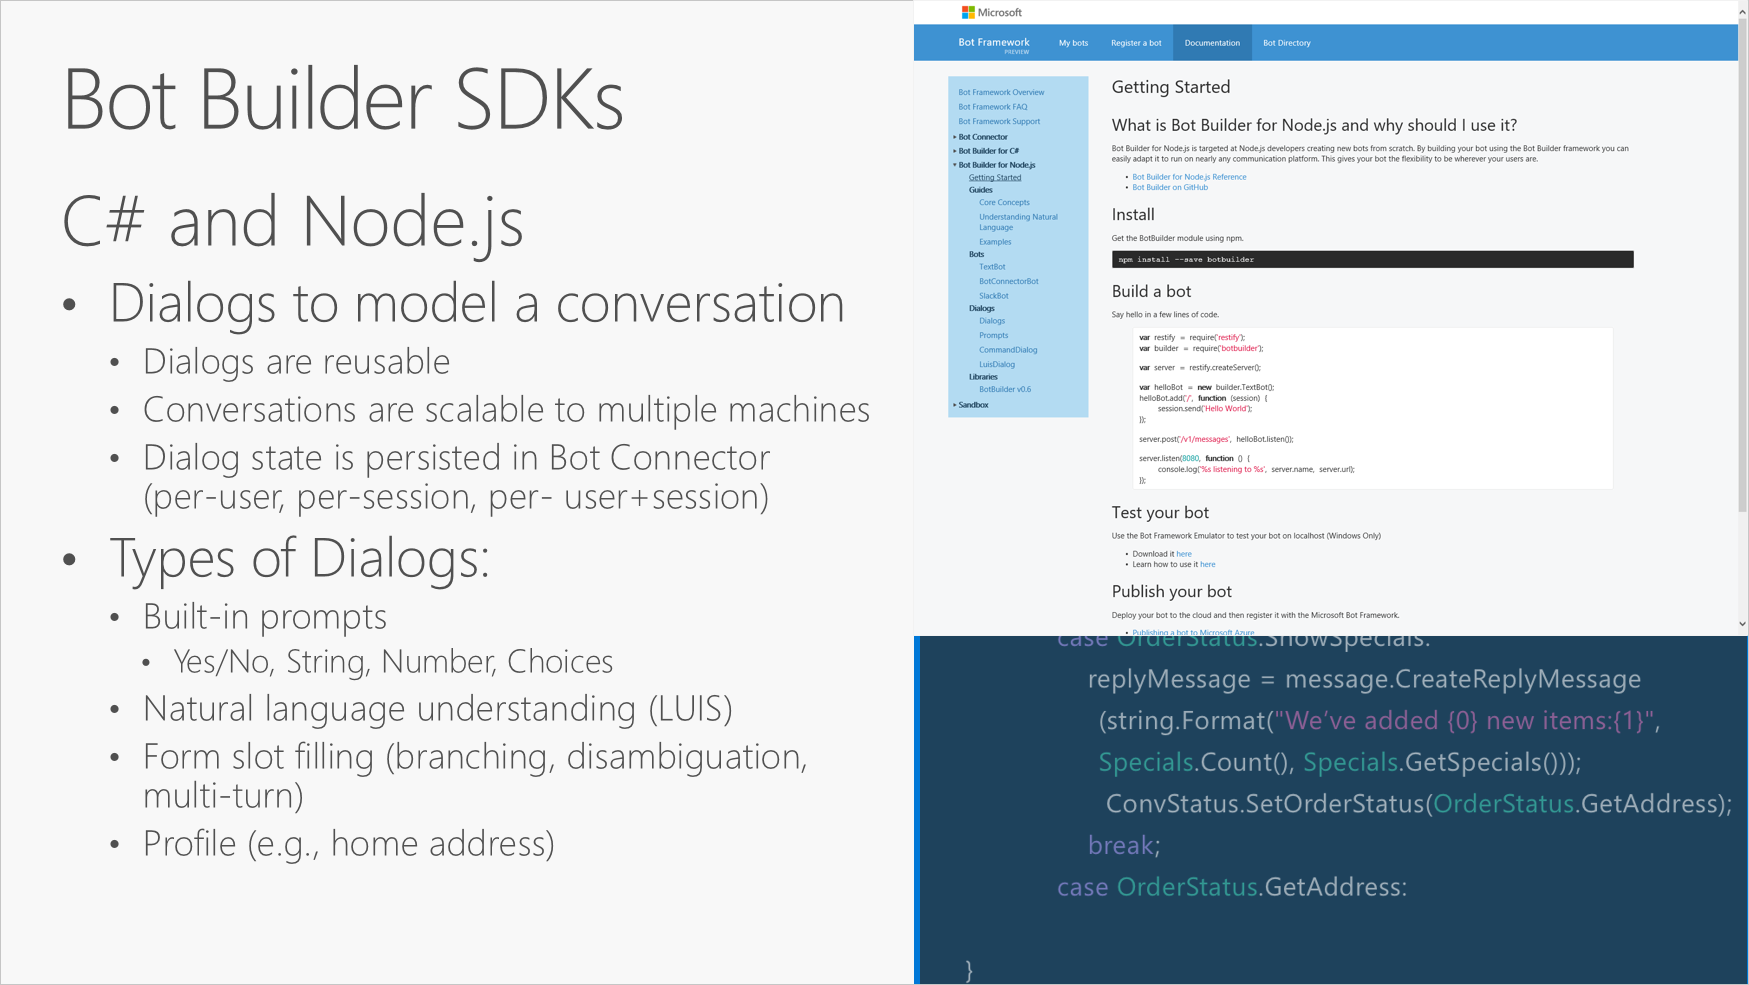 Bot Builder SDKs
C# and Node.js
• Dialogs to model a conversation
• Dialogs are reusable
• Conversations are scalable to multiple machines
• Dialog state is persisted in Bot Connector
(per-user, per-session, per- user+session)
• Types of Dialogs:
• Built-in prompts
• Yes/No, String, Number, Choices
• Natural language understanding (LUIS)
• Form slot filling (branching, disambiguation,
multi-turn)
• Profile (e.g., home address)
Microsoft
Bot Framework
PREVIEW
My bots
Register a bot
Documentation
Bot Directory
Bot Framework Overview
Bot Framework FAQ
Bot Framework Support
Bot Connector
Bot Builder for C#
Bot Builder for Node.js
Getting Started
Guides
Core Concepts
Understanding Natural
Language
Examples
Bots
TextBot
BotConnectorBot
SlackBot
Dialogs
Dialogs
Prompts
CommandDialog
LuisDialog
Libraries
BotBuilder v0.6
Sandbox
Getting Started
What is Bot Builder for Node.js and why should I use it?
Bot Builder for Node.js is targeted at Node.js developers creating new bots from scratch. By building your bot using the Bot Builder framework you can
easily adapt it to run on nearly any communication platform. This gives your bot the flexibility to be wherever your users are.
• Bot Builder for Node.js Reference
• Bot Builder on GitHub
Install
Get the BotBuilder module using npm.
npm install --save botbuilder
Build a bot
Say hello in a few lines of code.
var restify = require('restify');
var builder = require('botbuilder');
var server = restify.createServer();
var helloBot = new builder.TextBot();
helloBot.add('/', function (session) {
session.send('Hello World');
});
server.post('/v1/messages', helloBot.listen());
server.listen(8080, function () {
console.log('%s listening to %s', server.name, server.url);
});
Test your bot
Use the Bot Framework Emulator to test your bot on localhost (Windows Only)
• Download it here
• Learn how to use it here
Publish your bot
Deploy your bot to the cloud and then register it with the Microsoft Bot Framework.
• Publishing a bot to Microsoft Azure
case OrderStatus.ShowSpecials:
replyMessage = message.CreateReplyMessage
(string.Format("We've added {0} new items:{1}",
Specials.Count(), Specials.GetSpecials()));
ConvStatus.SetOrderStatus(OrderStatus.GetAddress);
break;
case OrderStatus.GetAddress:
}